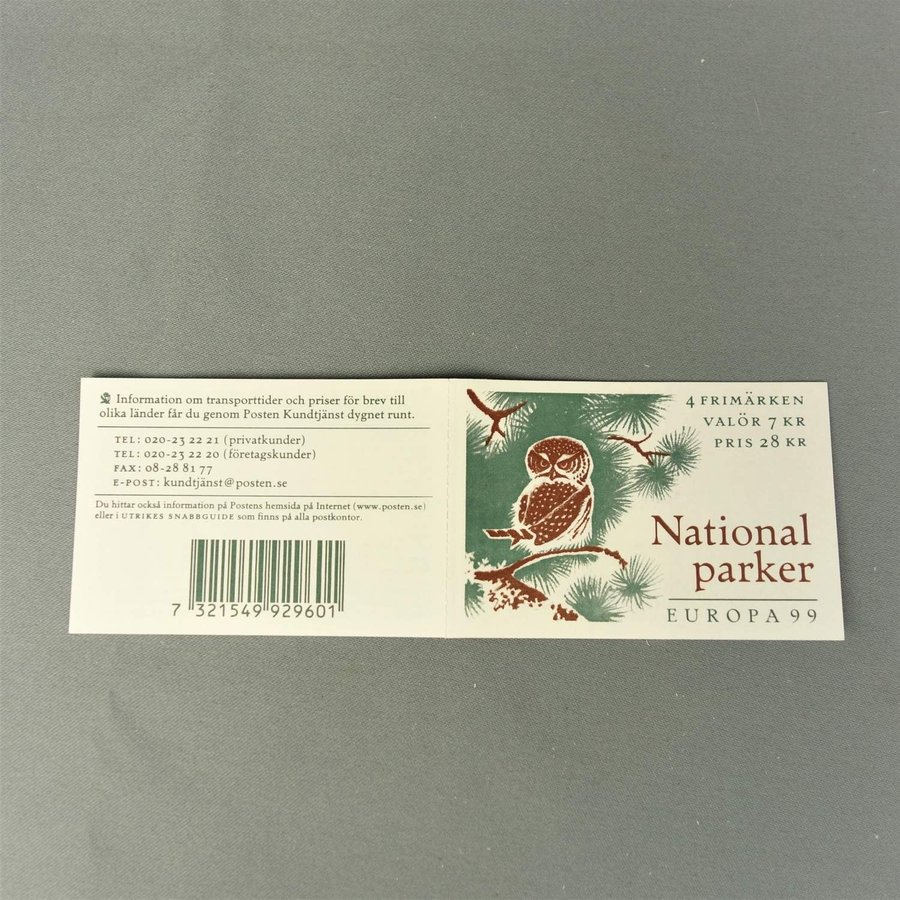 Information om transporttider och priser för brev till
olika länder får du genom Posten Kundtjänst dygnet runt.
TEL: 020-23 22 21 (privatkunder)
TEL: 020-23 22 20 (företagskunder)
FAX: 08-28 81 77
E-POST: kundtjänst@posten.se
Du hittar också information på Postens hemsida på Internet (www.posten.se)
eller i UTRIKES SNABBGUIDE som finns på alla postkontor.
7 321549 929601
4 FRIMÄRKEN
VALÖR 7 KR
PRIS 28 KR
National
parker
EUROPA 99